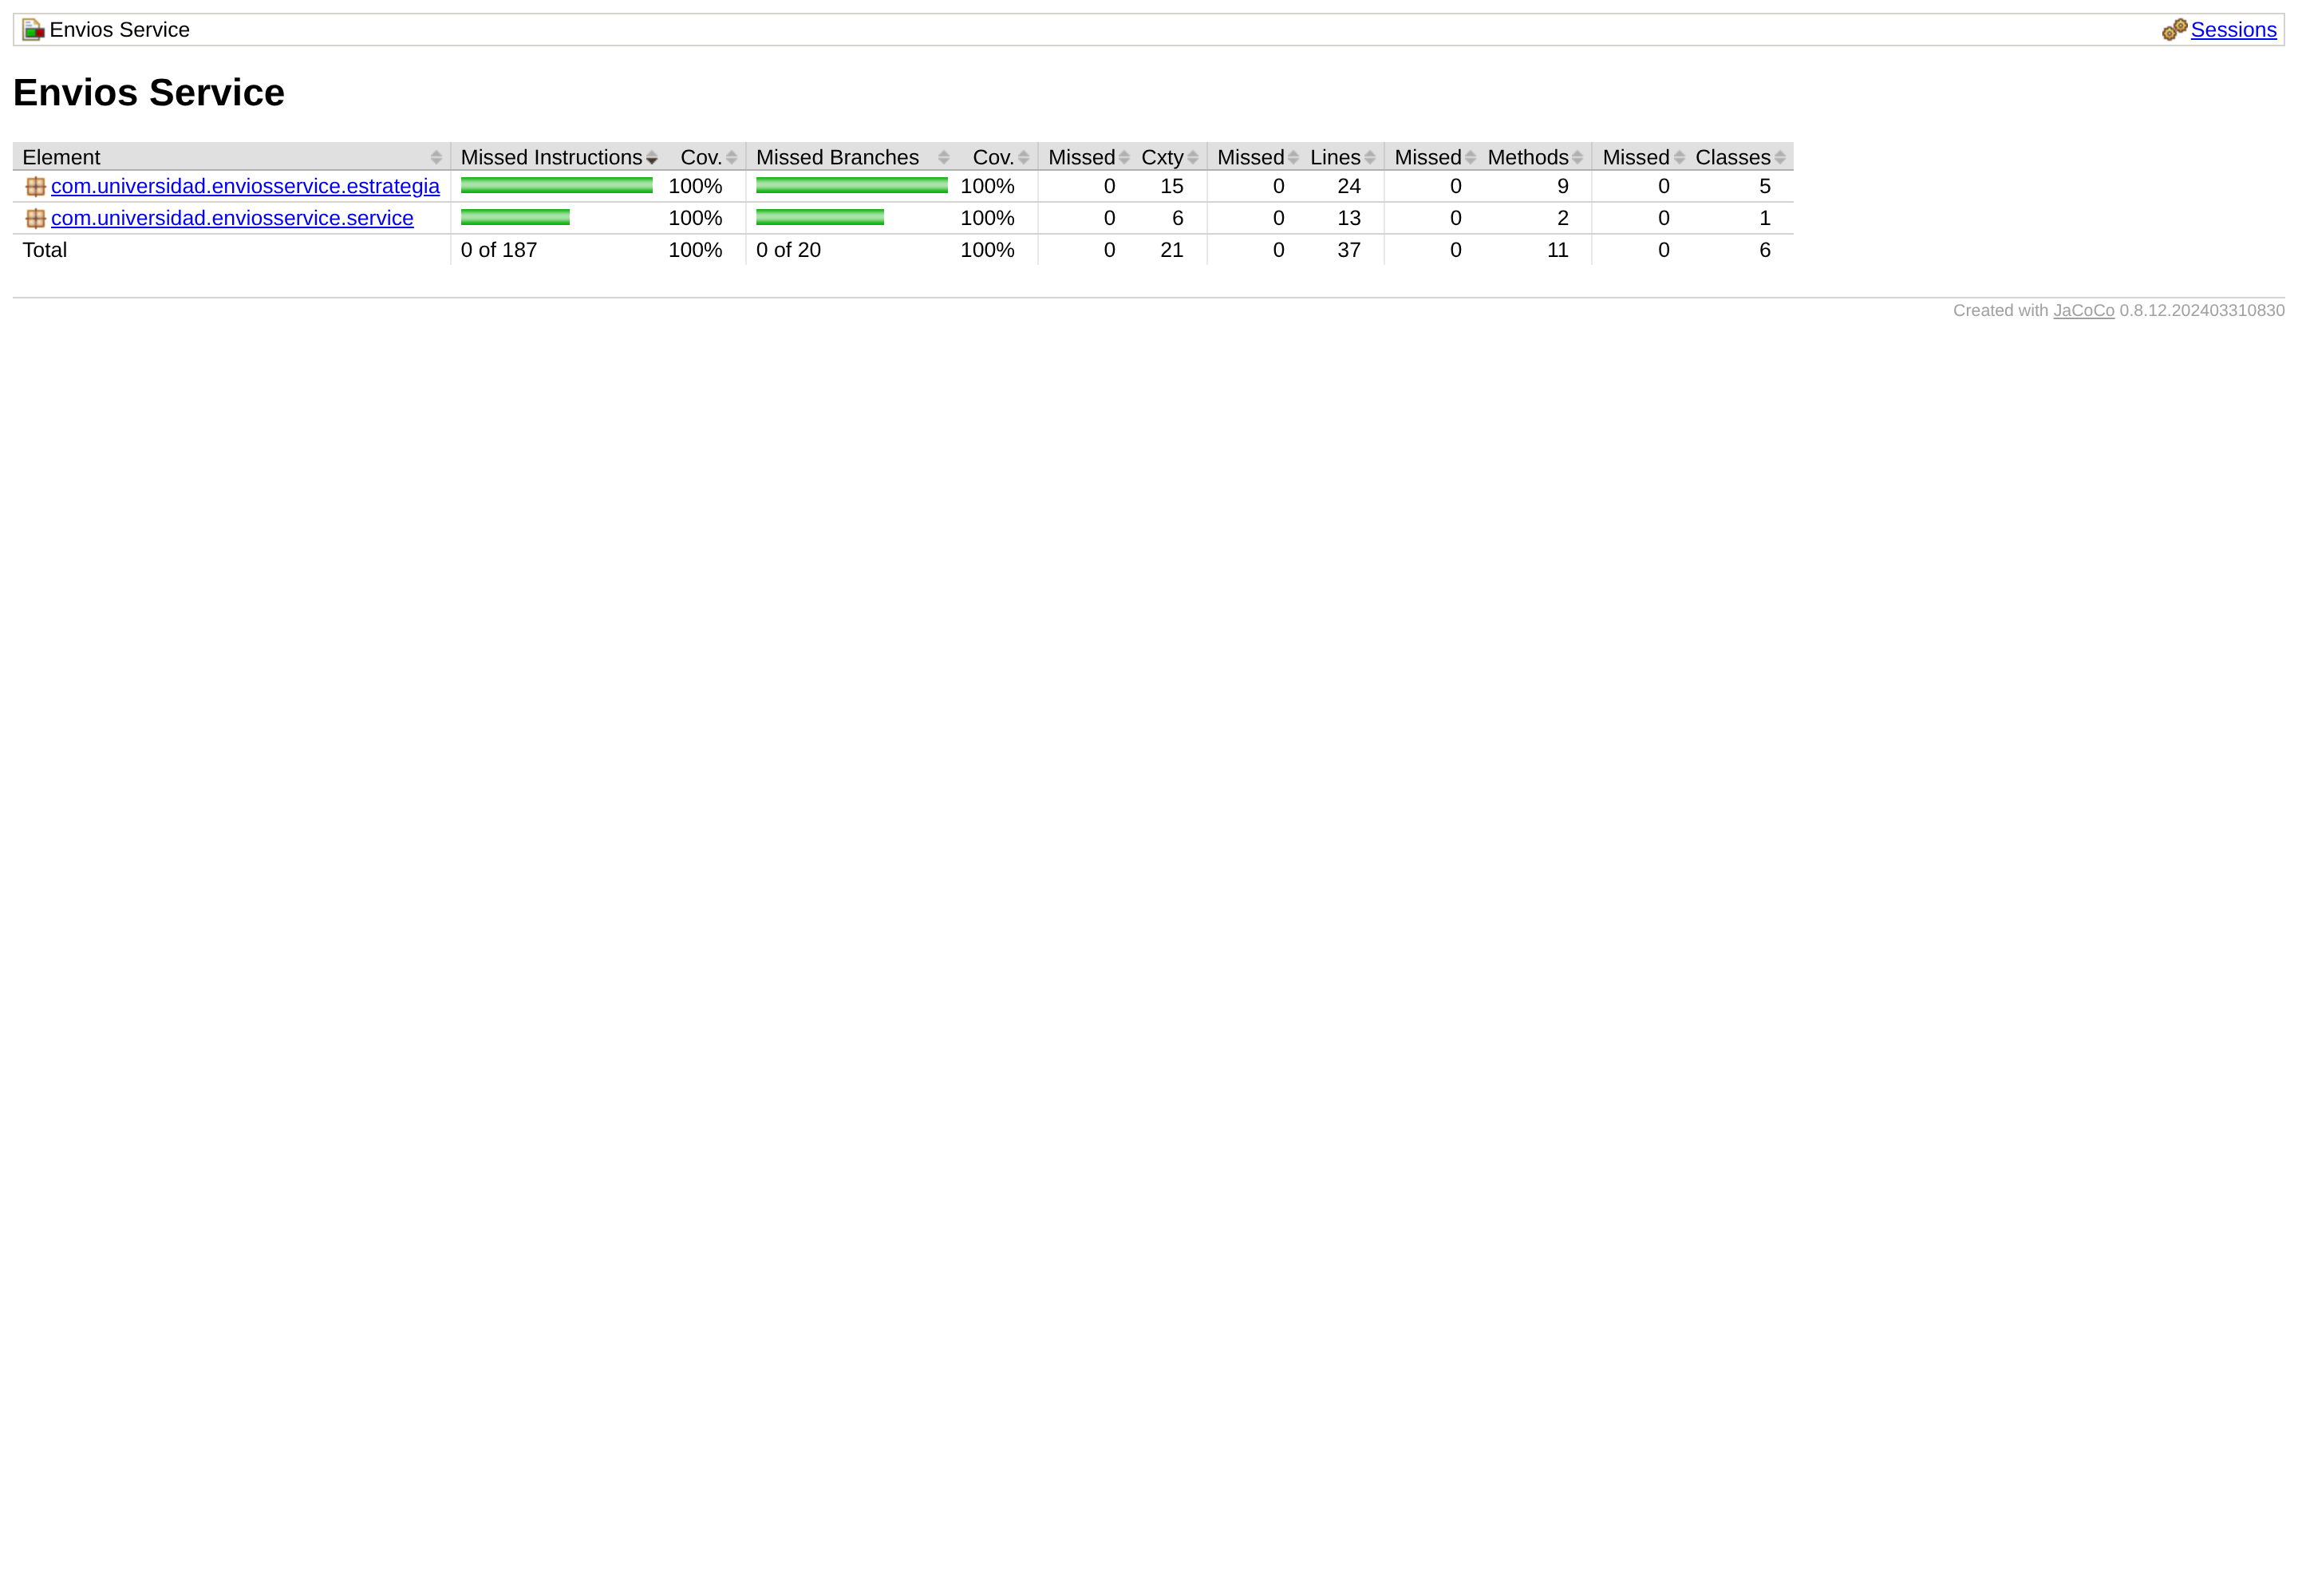 Envios Service Sessions
Envios Service
Element Missed Instructions Cov. Missed Branches Cov. Missed Cxty Missed Lines Missed Methods Missed Classes
com.universidad.enviosservice.estrategia 100% 100% 0 15 0 24 0 9 0 5
com.universidad.enviosservice.service 100% 100% 0 6 0 13 0 2 0 1
Total 0 of 187 100% 0 of 20 100% 0 21 0 37 0 11 0 6
Created with JaCoCo 0.8.12.202403310830